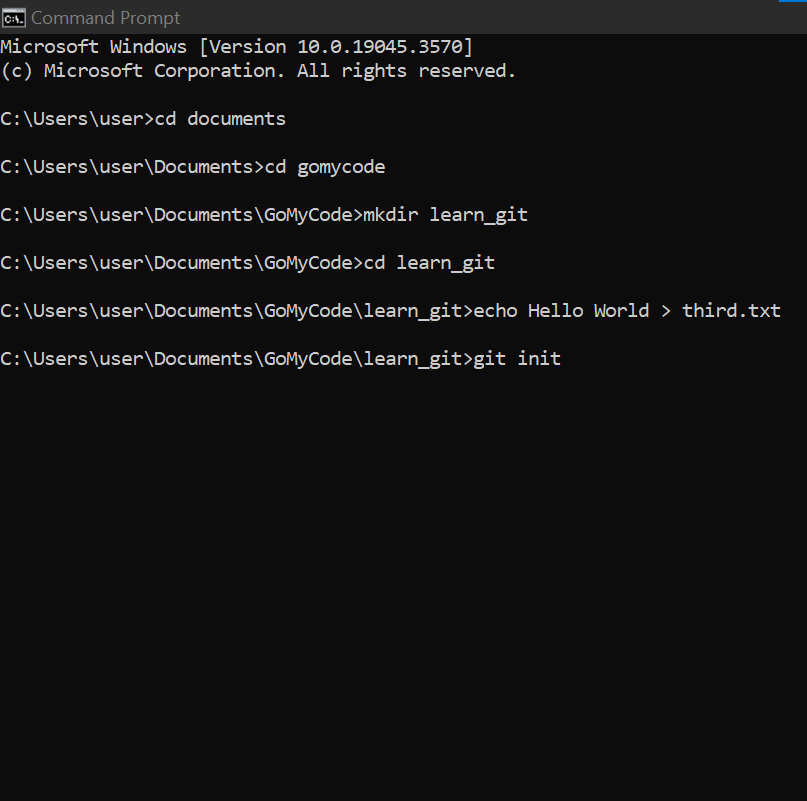 Command Prompt
Microsoft Windows [Version 10.0.19045.3570]
(c) Microsoft Corporation. All rights reserved.
C:\Users\user>cd documents
C:\Users\user\Documents>cd gomycode
C:\Users\user\Documents\GoMyCode>mkdir learn_git
C:\Users\user\Documents\GoMyCode>cd learn_git
C:\Users\user\Documents\GoMyCode\learn_git>echo Hello World > third.txt
C:\Users\user\Documents\GoMyCode\learn_git>git init